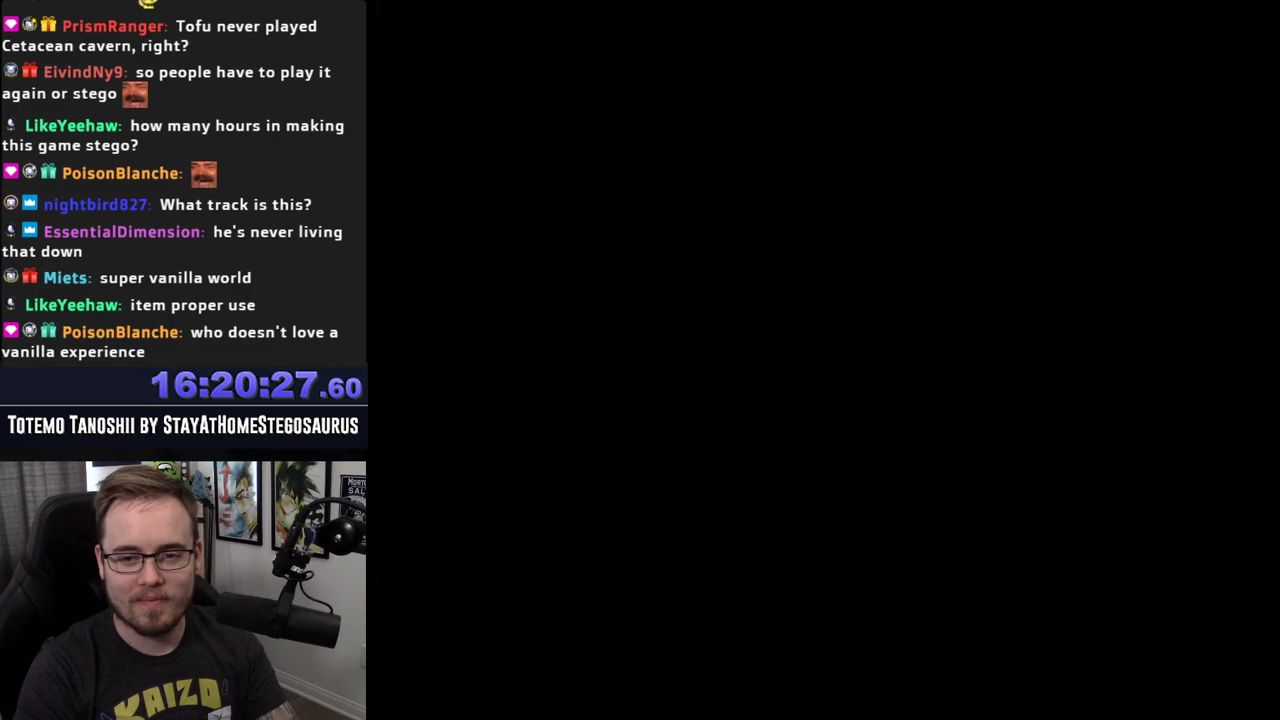 PrismRanger: Tofu never played
Cetacean cavern, right?
EivindNy9: so people have to play it
again or stego
LikeYeehaw: how many hours in making
this game stego?
PoisonBlanche:
nightbird827: What track is this?
EssentialDimension: he's never living
that down
Miets: super vanilla world
LikeYeehaw: item proper use
PoisonBlanche: who doesn't love a
vanilla experience
16:20:27.60
Totemo Tanoshii by StayAtHomeStegosaurus
KAIZO